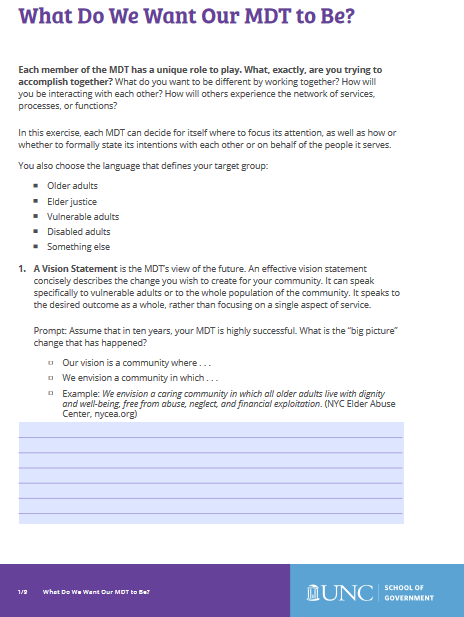 What Do We Want Our MDT to Be?
Each member of the MDT has a unique role to play. What, exactly, are you trying to
accomplish together? What do you want to be different by working together? How will
you be interacting with each other? How will others experience the network of services,
processes, or functions?
In this exercise, each MDT can decide for itself where to focus its attention, as well as how or
whether to formally state its intentions with each other or on behalf of the people it serves.
You also choose the language that defines your target group:
▪ Older adults
▪ Elder justice
▪ Vulnerable adults
▪ Disabled adults
▪ Something else
1. A Vision Statement is the MDT's view of the future. An effective vision statement
concisely describes the change you wish to create for your community. It can speak
specifically to vulnerable adults or to the whole population of the community. It speaks to
the desired outcome as a whole, rather than focusing on a single aspect of service.
Prompt: Assume that in ten years, your MDT is highly successful. What is the "big picture"
change that has happened?
▫ Our vision is a community where . . .
▫ We envision a community in which . . .
▫ Example: We envision a caring community in which all older adults live with dignity
and well-being, free from abuse, neglect, and financial exploitation. (NYC Elder Abuse
Center, nycea.org)
1/9 What Do We Want Our MDT to Be?
UNC SCHOOL OF
GOVERNMENT